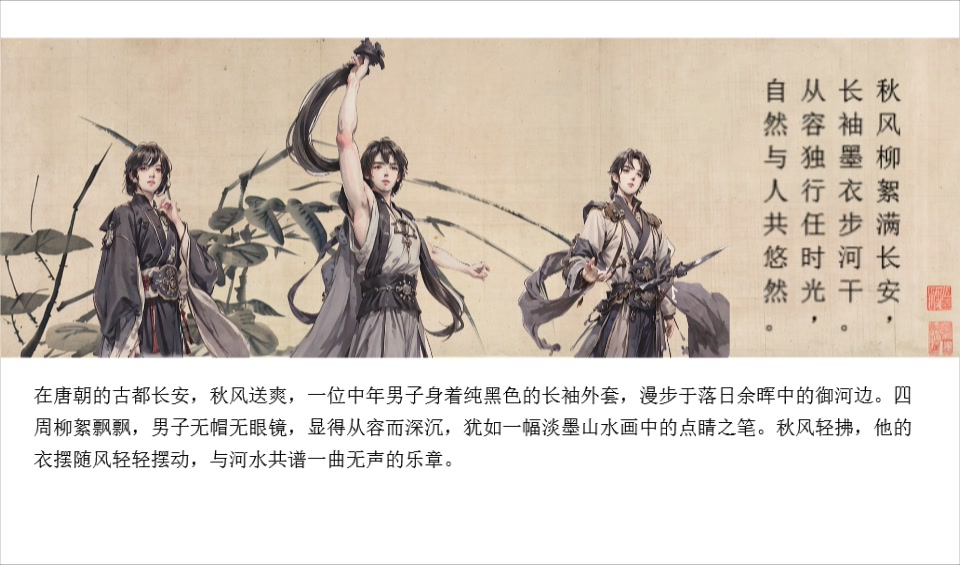 秋风柳絮满长安，
长袖墨衣步河干。
从容独行任时光，
自然与人共悠然。
在唐朝的古都长安，秋风送爽，一位中年男子身着纯黑色的长袖外套，漫步于落日余晖中的御河边。四
周柳絮飘飘，男子无帽无眼镜，显得从容而深沉，犹如一幅淡墨山水画中的点睛之笔。秋风轻拂，他的
衣摆随风轻轻摆动，与河水共谱一曲无声的乐章。